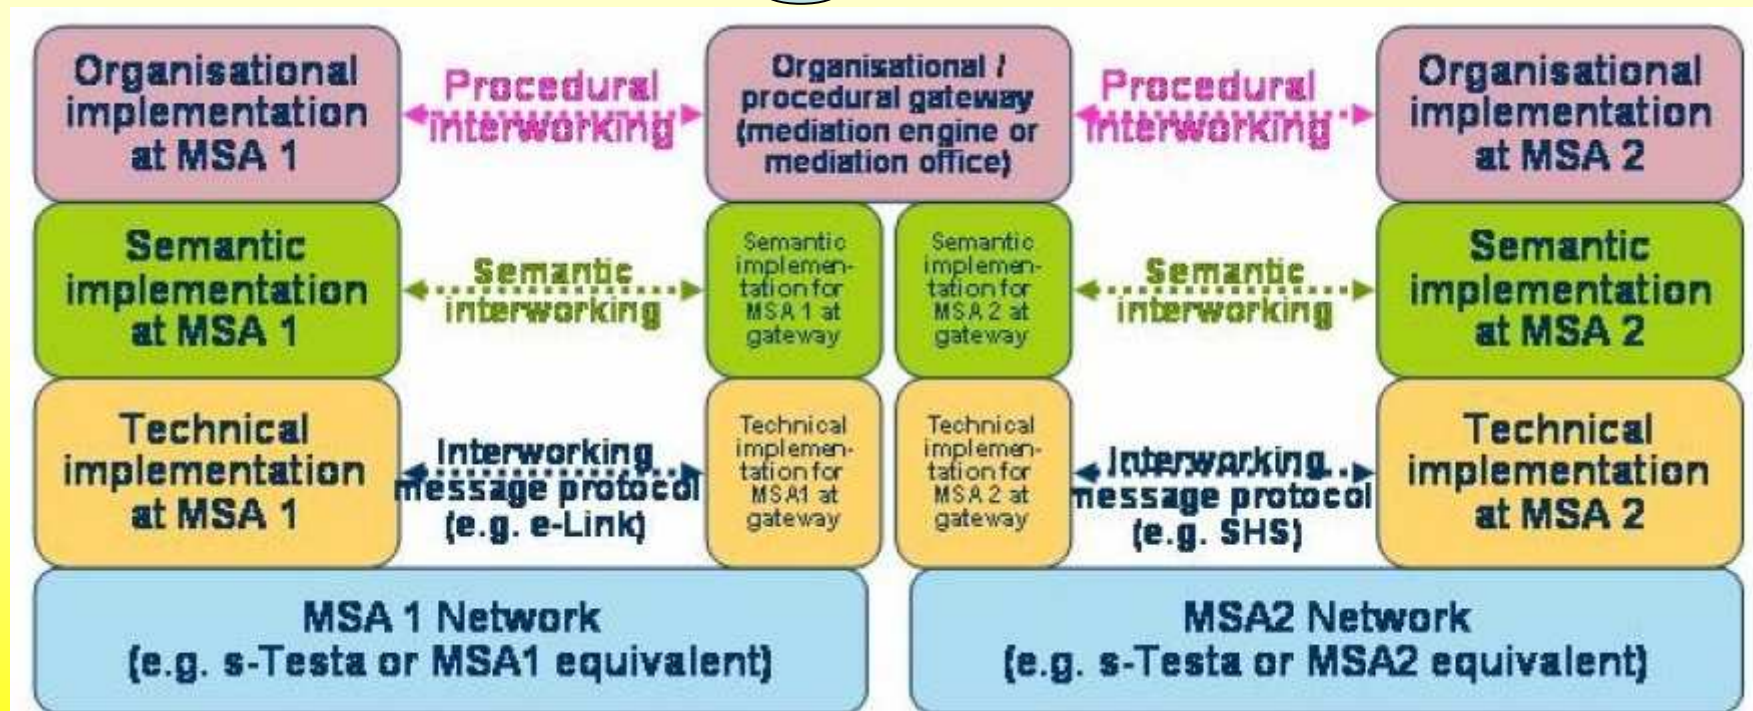 Organisational
implementation
at MSA 1
Procedural
interworking
Organisational /
procedural gateway
(mediation engine or
mediation office)
Procedural
interworking
Organisational
implementation
at MSA 2
Semantic
implementation
at MSA 1
Semantic
interworking
Semantic
implemen-
tation for
MSA 1 at
gateway
Semantic
implemen-
tation for
MSA 2 at
gateway
Semantic
interworking
Semantic
implementation
at MSA 2
Technical
implementation
at MSA 1
Interworking
message protocol
(e.g. e-Link)
Technical
implemen-
tation for
MSA1 at
gateway
Technical
implemen-
tation for
MSA 2 at
gateway
Interworking
message protocol
(e.g. SHS)
Technical
implementation
at MSA 2
MSA 1 Network
(e.g. s-Testa or MSA1 equivalent)
MSA2 Network
(e.g. s-Testa or MSA2 equivalent)